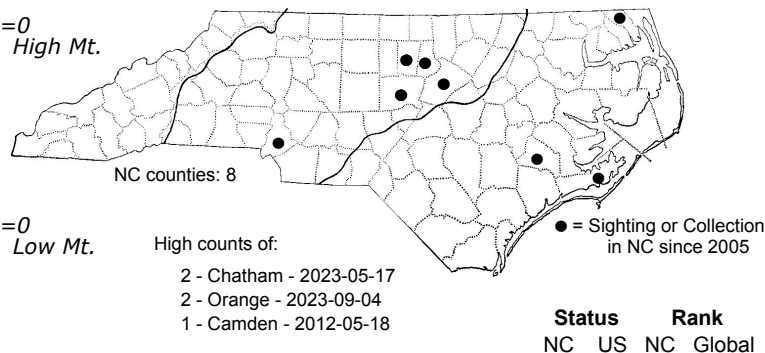 =0
High Mt.
NC counties: 8
=0
Low Mt.
High counts of:
2 - Chatham - 2023-05-17
2 - Orange - 2023-09-04
1 - Camden - 2012-05-18
● = Sighting or Collection
in NC since 2005
Status Rank
NC US NC Global